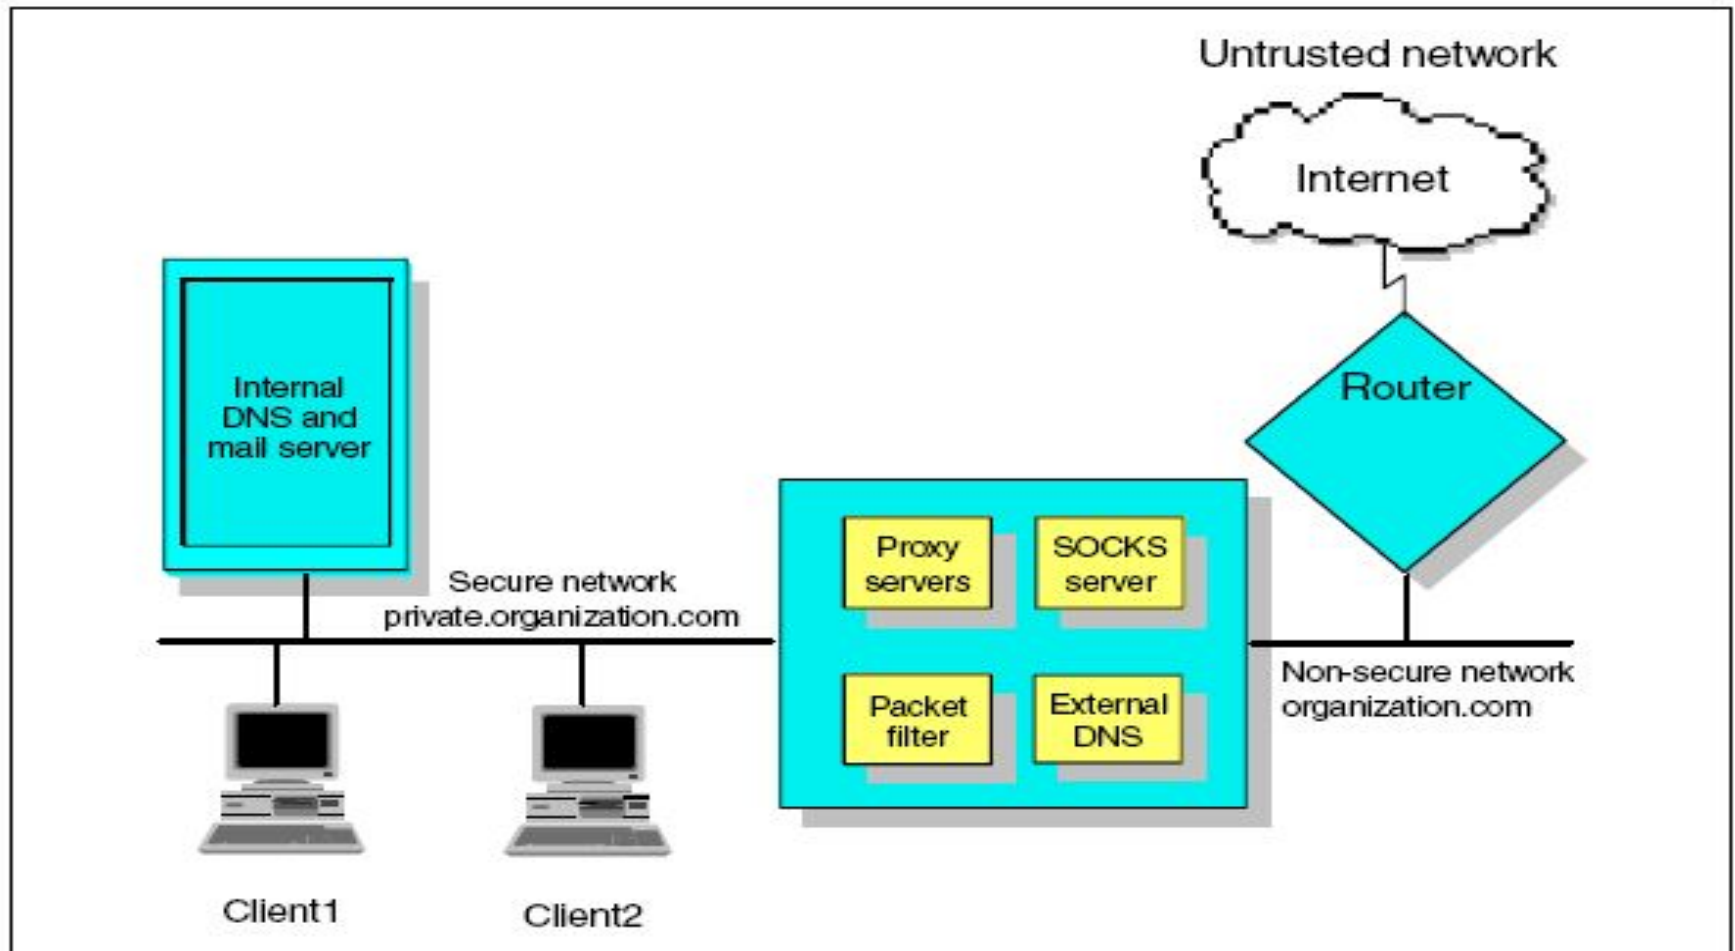 Untrusted network
Internet
Router
Internal
DNS and
mail server
Secure network
private.organization.com
Proxy
servers
SOCKS
server
Packet
filter
External
DNS
Non-secure network
organization.com
Client1
Client2